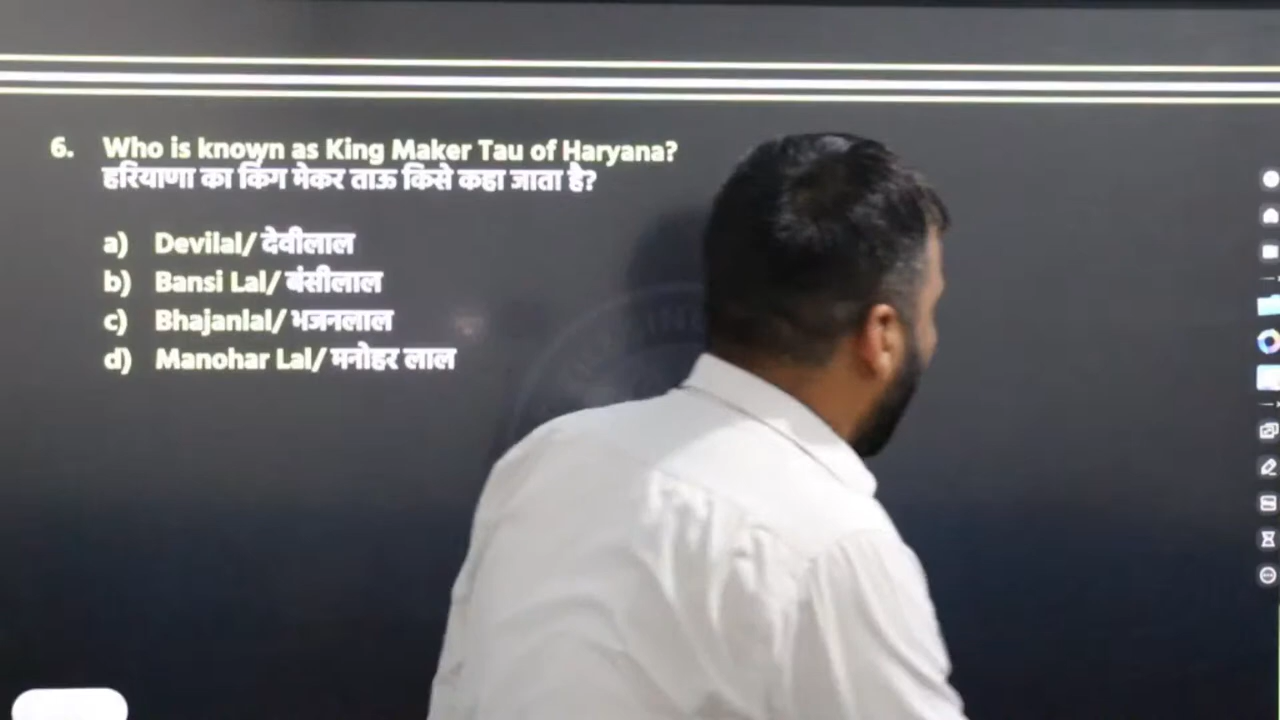 6. Who is known as King Maker Tau of Haryana?
हरियाणा का किंग मेकर ताऊ किसे कहा जाता है?
a) Devilal/ देवीलाल
b) Bansi Lal/ बंसीलाल
c) Bhajanlal/ भजनलाल
d) Manohar Lal/ मनोहर लाल